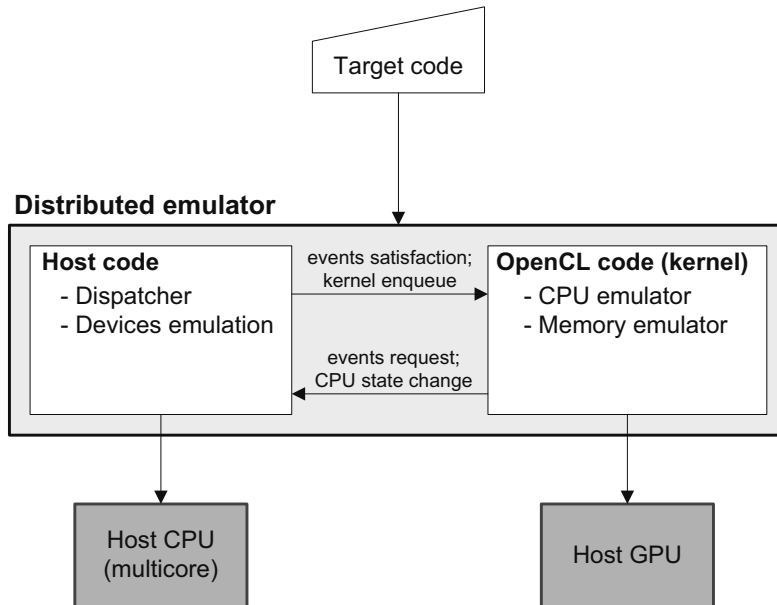 Target code
Distributed emulator
Host code
- Dispatcher
- Devices emulation
events satisfaction;
kernel enqueue
events request;
CPU state change
OpenCL code (kernel)
- CPU emulator
- Memory emulator
Host CPU
(multicore)
Host GPU